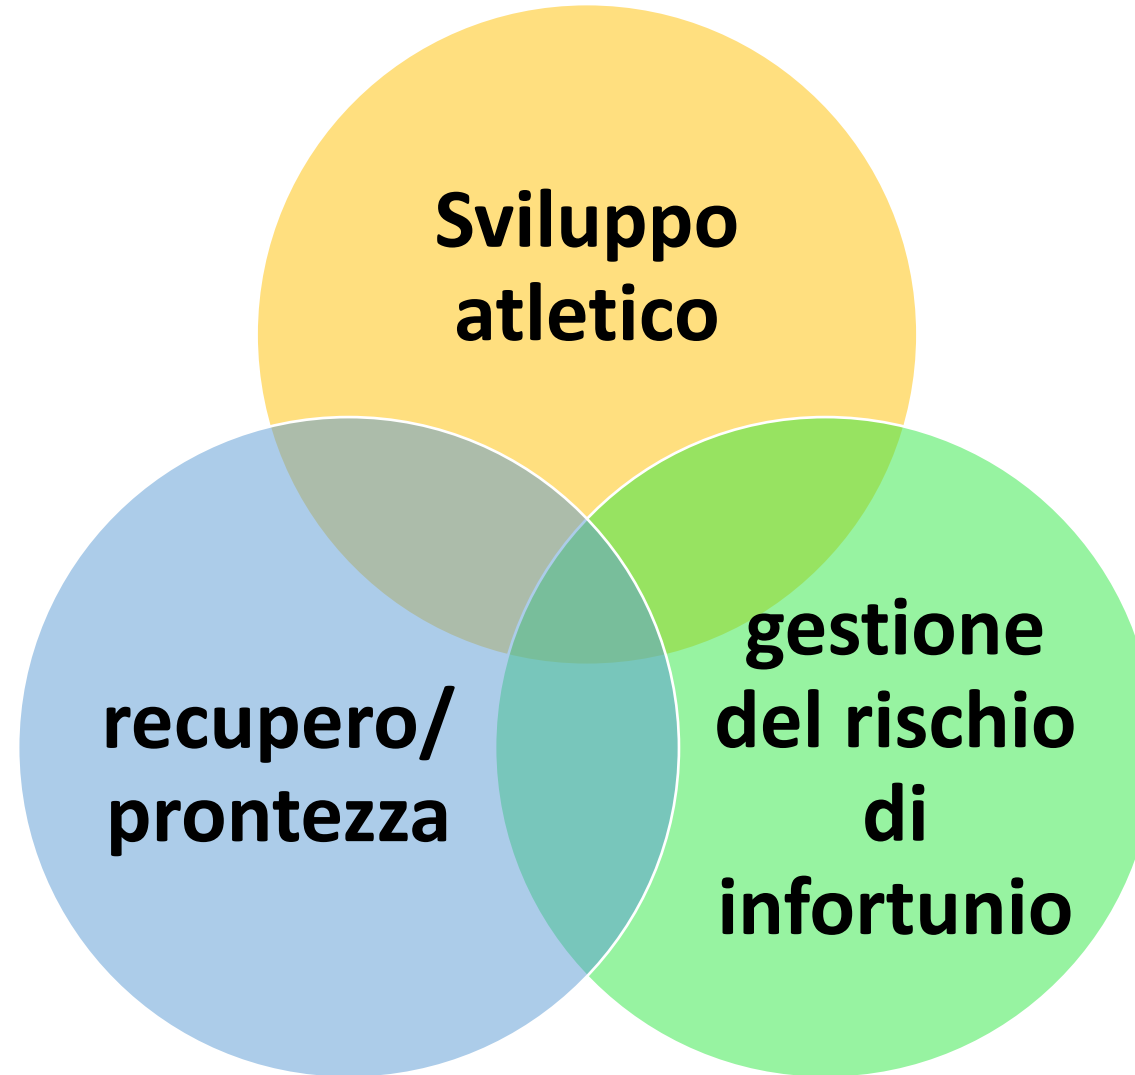 Sviluppo
atletico
recupero/
prontezza
gestione
del rischio
di
infortunio